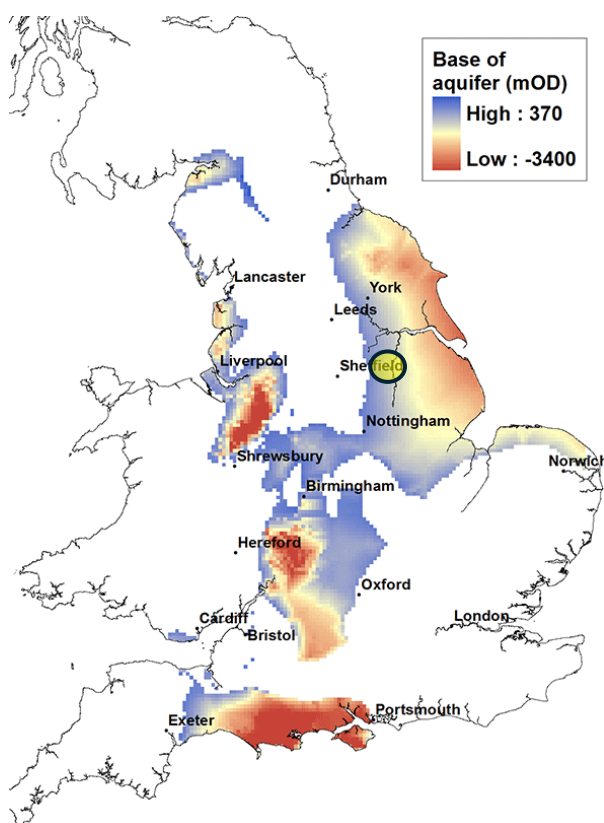 Base of
aquifer (mOD)
High : 370
Low : -3400
Durham
Lancaster
York
Leeds
Liverpool
Sheffield
Nottingham
Shrewsbury
Norwich
Birmingham
Hereford
Oxford
Cardiff
London
Bristol
Portsmouth
Exeter